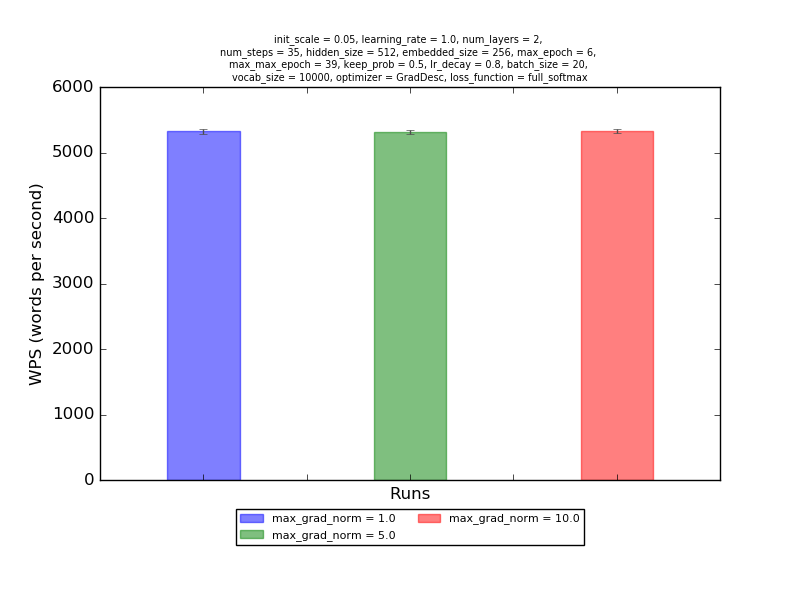 init_scale = 0.05, learning_rate = 1.0, num_layers = 2,
num_steps = 35, hidden_size = 512, embedded_size = 256, max_epoch = 6,
max_max_epoch = 39, keep_prob = 0.5, lr_decay = 0.8, batch_size = 20,
vocab_size = 10000, optimizer = GradDesc, loss_function = full_softmax
6000
5000
4000
3000
2000
1000
0
WPS (words per second)
Runs
max_grad_norm = 1.0
max_grad_norm = 5.0
max_grad_norm = 10.0